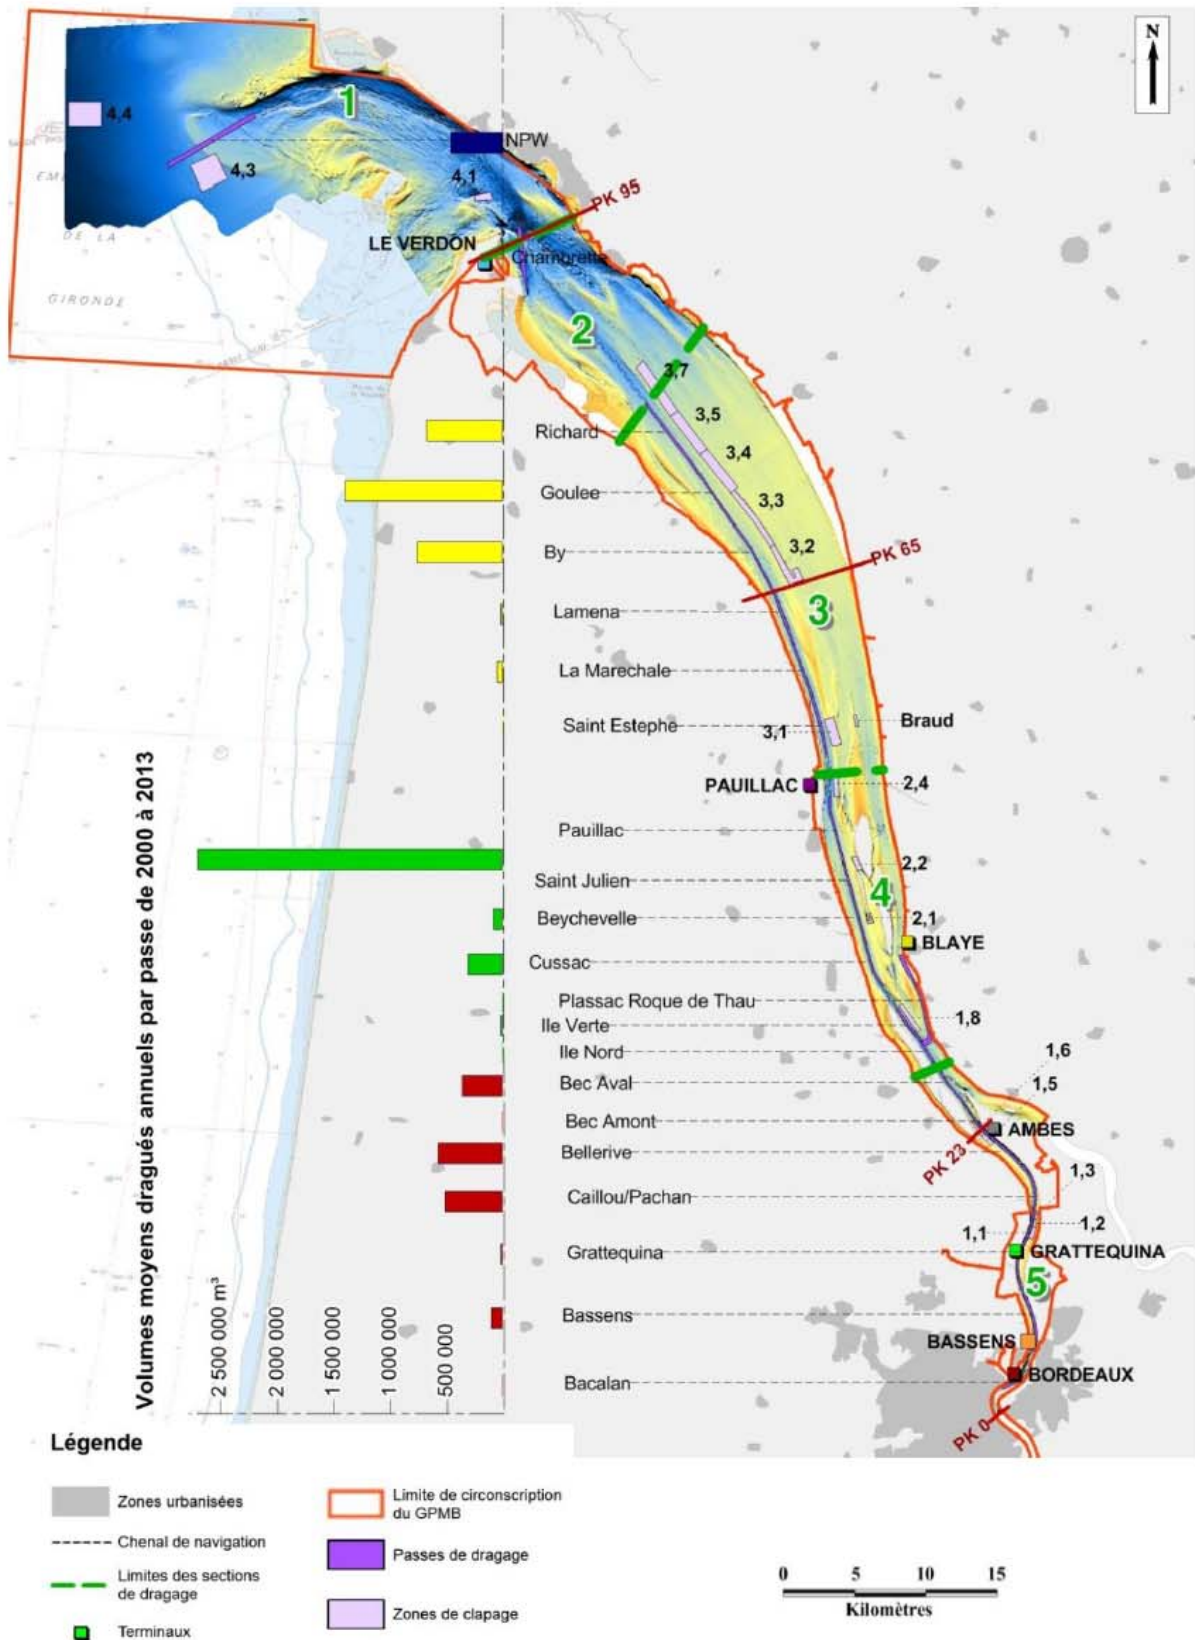 N
1
4,4
NPW
4,3
4,1
PK 95
LE VERDON
Chambrette
DE LA
GIRONDE
2
3,7
3,5
Richard
3,4
Goulee
3,3
By
3,2
PK 65
Lamena
3
La Marechale
Saint Estephe
3,1
Braud
PAUILLAC
2,4
Pauillac
2,2
Saint Julien
4
Beychevelle
2,1
BLAYE
Cussac
Plassac Roque de Thau
1,8
Ile Verte
Ile Nord
1,6
Bec Aval
1,5
Bec Amont
AMBES
Bellerive
PK 23
1,3
Caillou/Pachan
1,2
1,1
Grattequina
GRATTEQUINA
5
Bassens
BASSENS
BORDEAUX
Bacalan
PK 0
Volumes moyens dragués annuels par passe de 2000 à 2013
2 500 000 m³
2 000 000
1 500 000
1 000 000
500 000
Légende
Zones urbanisées
Chenal de navigation
Limites des sections
de dragage
Terminaux
Limite de circonscription
du GPMB
Passes de dragage
Zones de clapage
0 5 10 15
Kilomètres